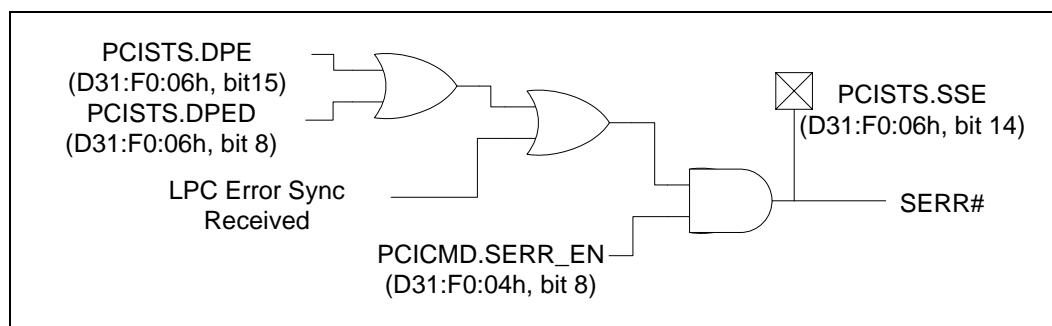 PCISTS.DPE
(D31:F0:06h, bit15)
PCISTS.DPED
(D31:F0:06h, bit 8)
LPC Error Sync
Received
PCICMD.SERR_EN
(D31:F0:04h, bit 8)
PCISTS.SSE
(D31:F0:06h, bit 14)
SERR#